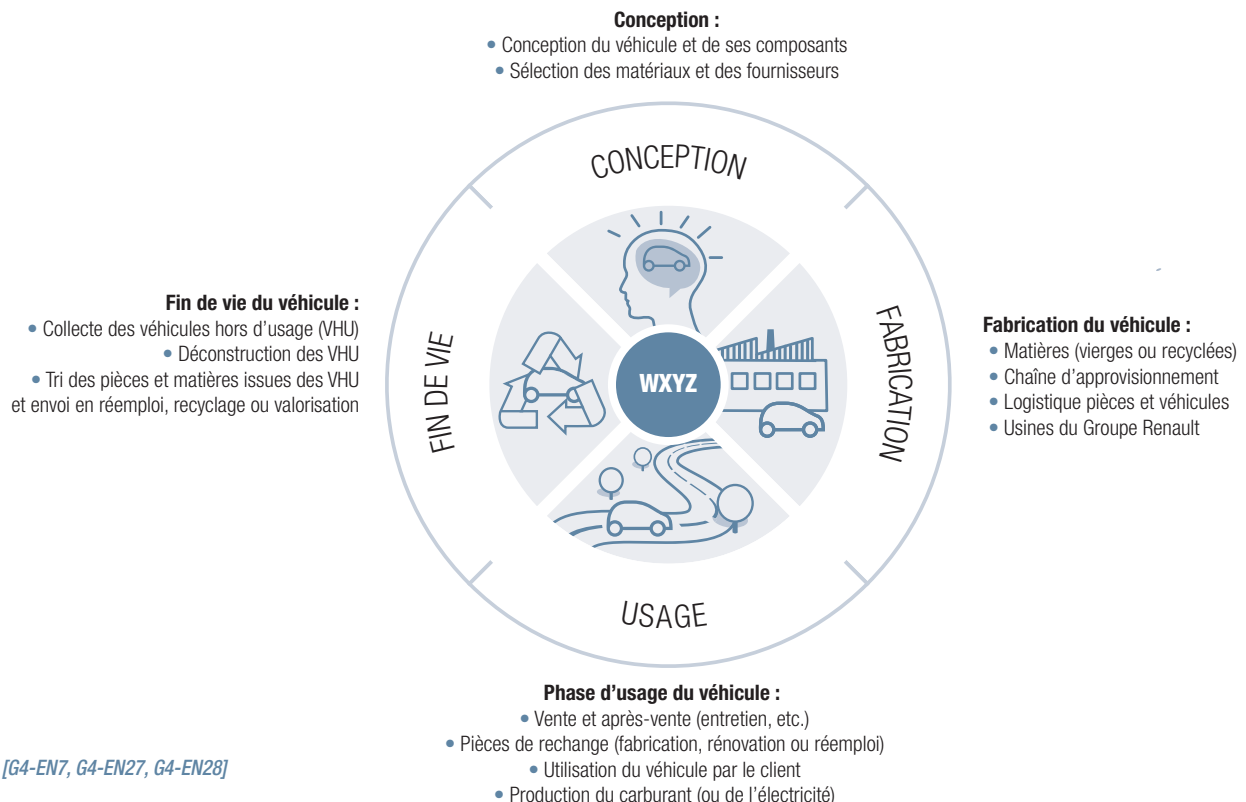 Conception :
• Conception du véhicule et de ses composants
• Sélection des matériaux et des fournisseurs
CONCEPTION
Fin de vie du véhicule :
• Collecte des véhicules hors d'usage (VHU)
• Déconstruction des VHU
• Tri des pièces et matières issues des VHU
et envoi en réemploi, recyclage ou valorisation
FIN DE VIE
WXYZ
FABRICATION
Fabrication du véhicule :
• Matières (vierges ou recyclées)
• Chaîne d'approvisionnement
• Logistique pièces et véhicules
• Usines du Groupe Renault
USAGE
Phase d'usage du véhicule :
• Vente et après-vente (entretien, etc.)
• Pièces de rechange (fabrication, rénovation ou réemploi)
• Utilisation du véhicule par le client
• Production du carburant (ou de l'électricité)
[G4-EN7, G4-EN27, G4-EN28]